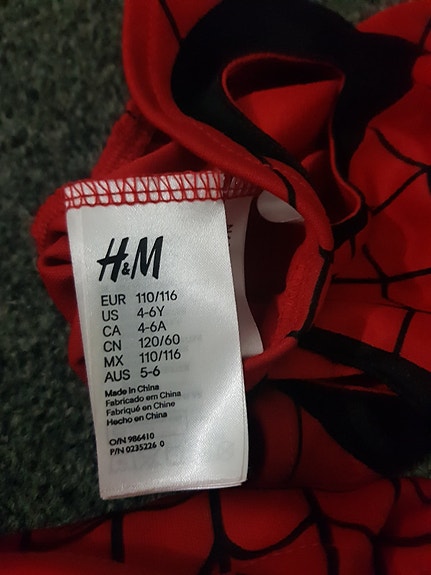 H&M
EUR 110/116
US 4-6Y
CA 4-6A
CN 120/60
MX 110/116
AUS 5-6
Made in China
Fabricado em China
Fabriqué en Chine
Hecho en China
O/N 986410
P/N 0235226 0